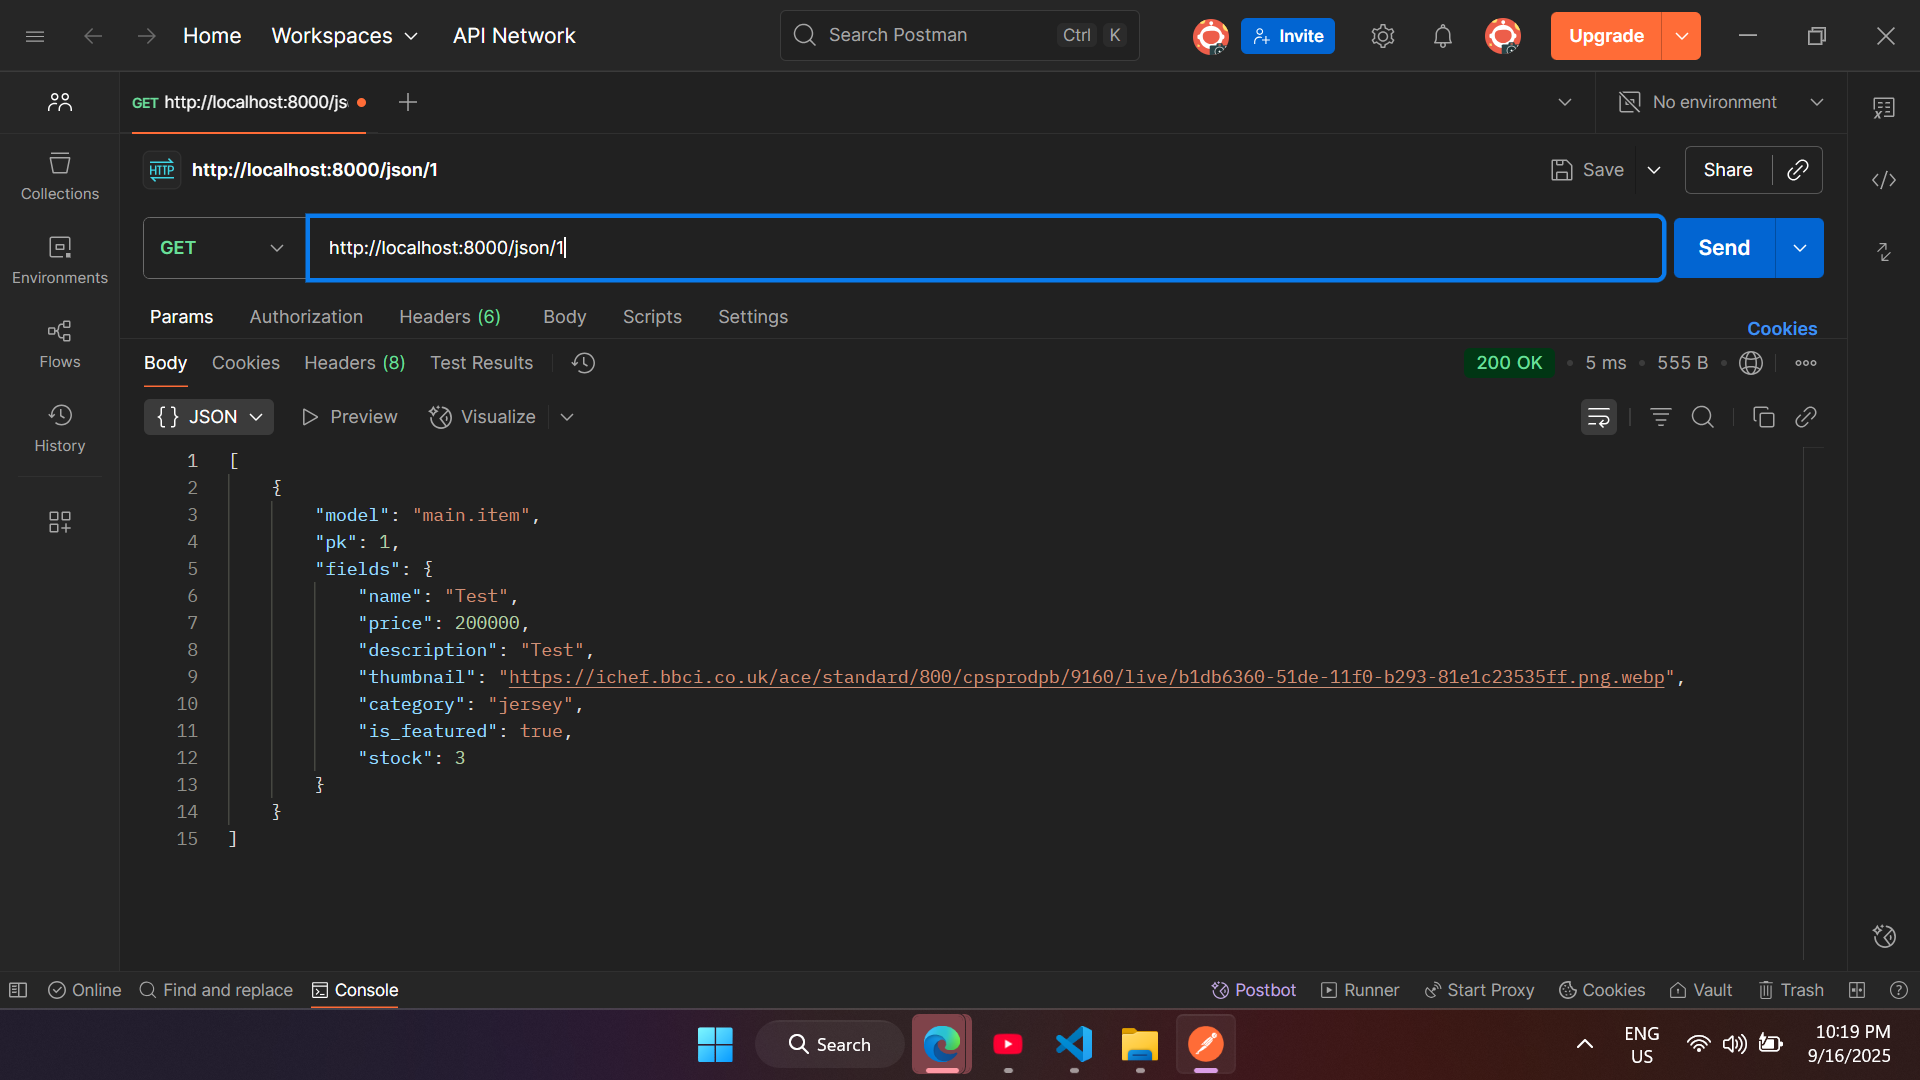 Home Workspaces API Network Search Postman Ctrl K Invite Upgrade
GET http://localhost:8000/js No environment
HTTP http://localhost:8000/json/1 Save Share
Collections
GET http://localhost:8000/json/1 Send
Environments
Params Authorization Headers (6) Body Scripts Settings
Cookies
Flows
Body Cookies Headers (8) Test Results 200 OK 5 ms 555 B
History
{} JSON Preview Visualize
1 [
2 {
3 "model": "main.item",
4 "pk": 1,
5 "fields": {
6 "name": "Test",
7 "price": 200000,
8 "description": "Test",
9 "thumbnail": "https://ichef.bbci.co.uk/ace/standard/800/cpsprodpb/9160/live/b1db6360-51de-11f0-b293-81e1c23535ff.png.webp",
10 "category": "jersey",
11 "is_featured": true,
12 "stock": 3
13 }
14 }
15 ]
Online Find and replace Console Postbot Runner Start Proxy Cookies Vault Trash
Search ENG 10:19 PM
US 9/16/2025